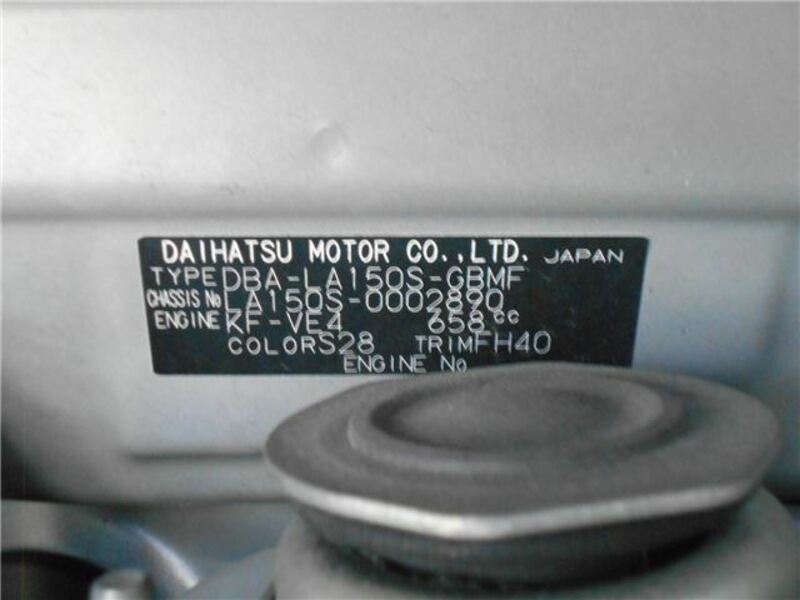 DAIHATSU MOTOR CO.,LTD. JAPAN
TYPE DBA-LA150S-GBMF
CHASSIS No LA150S-0002890
ENGINE KF-VE4 658cc
COLOR S28 TRIM FH40
ENGINE No